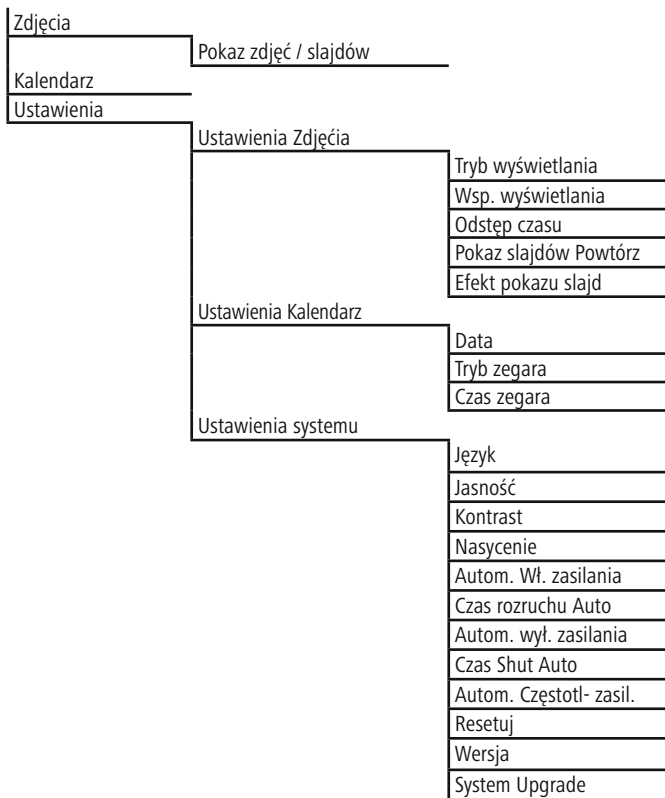 Zdjęcia
Pokaz zdjęć / slajdów
Kalendarz
Ustawienia
Ustawienia Zdjęćia
Tryb wyświetlania
Wsp. wyświetlania
Odstęp czasu
Pokaz slajdów Powtórz
Efekt pokazu slajd
Ustawienia Kalendarz
Data
Tryb zegara
Czas zegara
Ustawienia systemu
Język
Jasność
Kontrast
Nasycenie
Autom. Wł. zasilania
Czas rozruchu Auto
Autom. wył. zasilania
Czas Shut Auto
Autom. Częstotl- zasil.
Resetuj
Wersja
System Upgrade